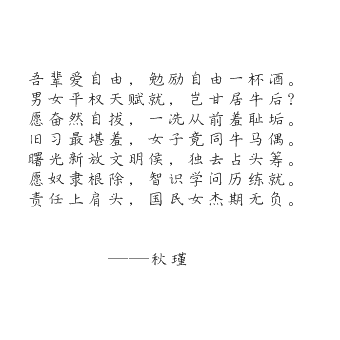 吾辈爱自由，勉励自由一杯酒。
男女平权天赋就，岂甘居牛后？
愿奋然自拔，一洗从前羞耻垢。
旧习最堪羞，女子竟同牛马偶。
曙光新放文明侯，独去占头筹。
愿奴隶根除，智识学问历练就。
责任上肩头，国民女杰期无负。
———秋瑾